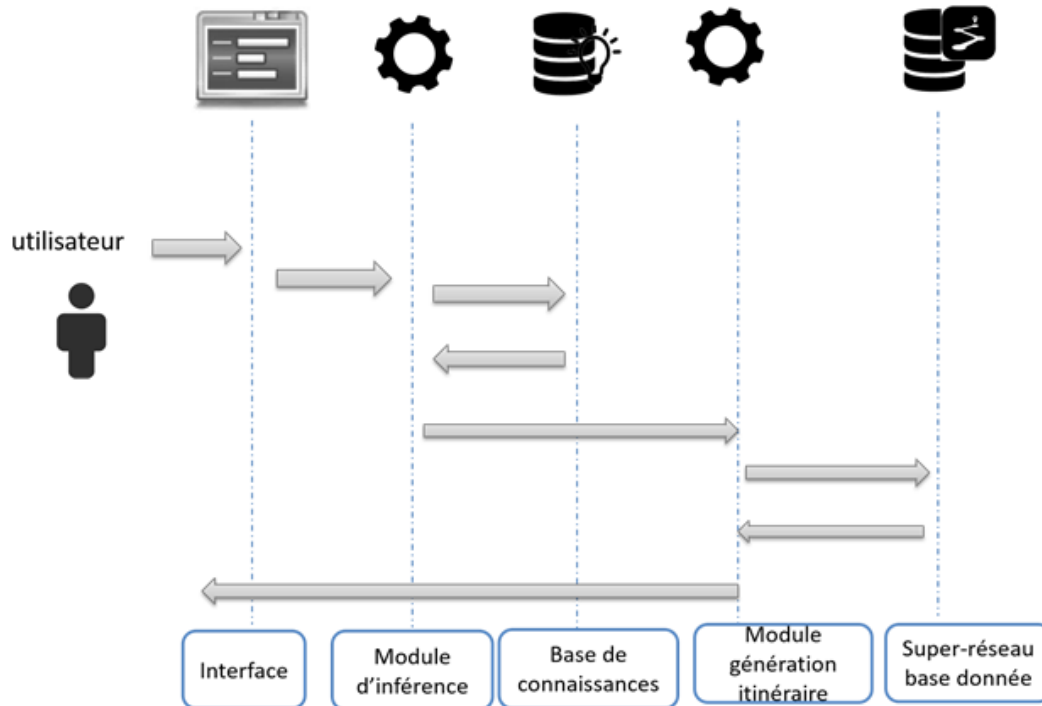 utilisateur
Interface
Module
d'inférence
Base de
connaissances
Module
génération
itinéraire
Super-réseau
base donnée